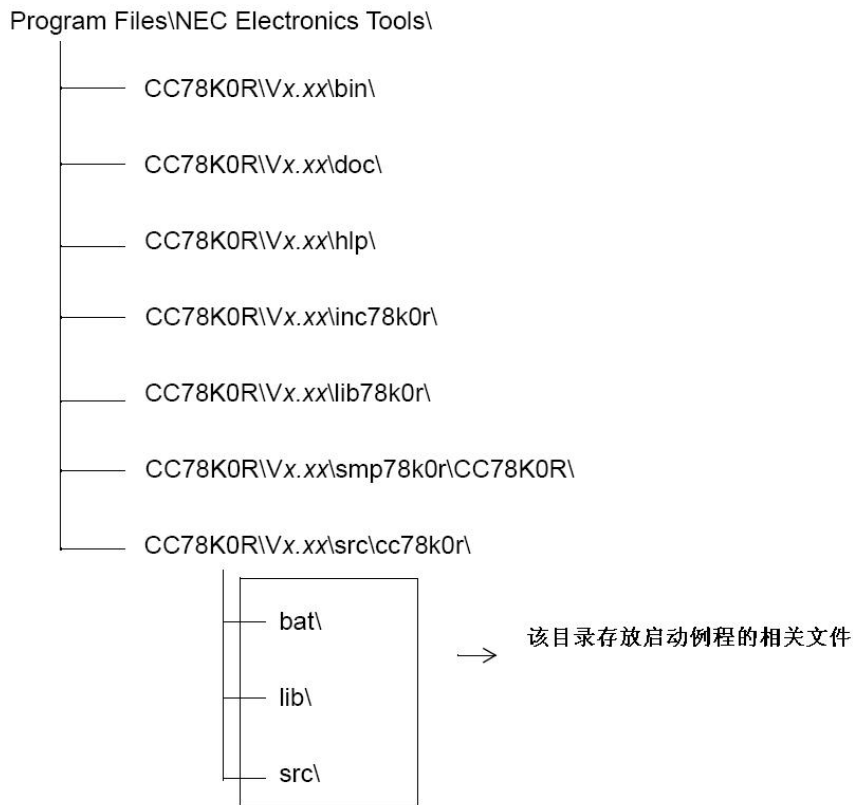 Program Files\NEC Electronics Tools\
CC78K0R\Vx.xx\bin\
CC78K0R\Vx.xx\doc\
CC78K0R\Vx.xx\hlp\
CC78K0R\Vx.xx\inc78k0r\
CC78K0R\Vx.xx\lib78k0r\
CC78K0R\Vx.xx\smp78k0r\CC78K0R\
CC78K0R\Vx.xx\src\cc78k0r\
bat\
该目录存放启动例程的相关文件
lib\
src\